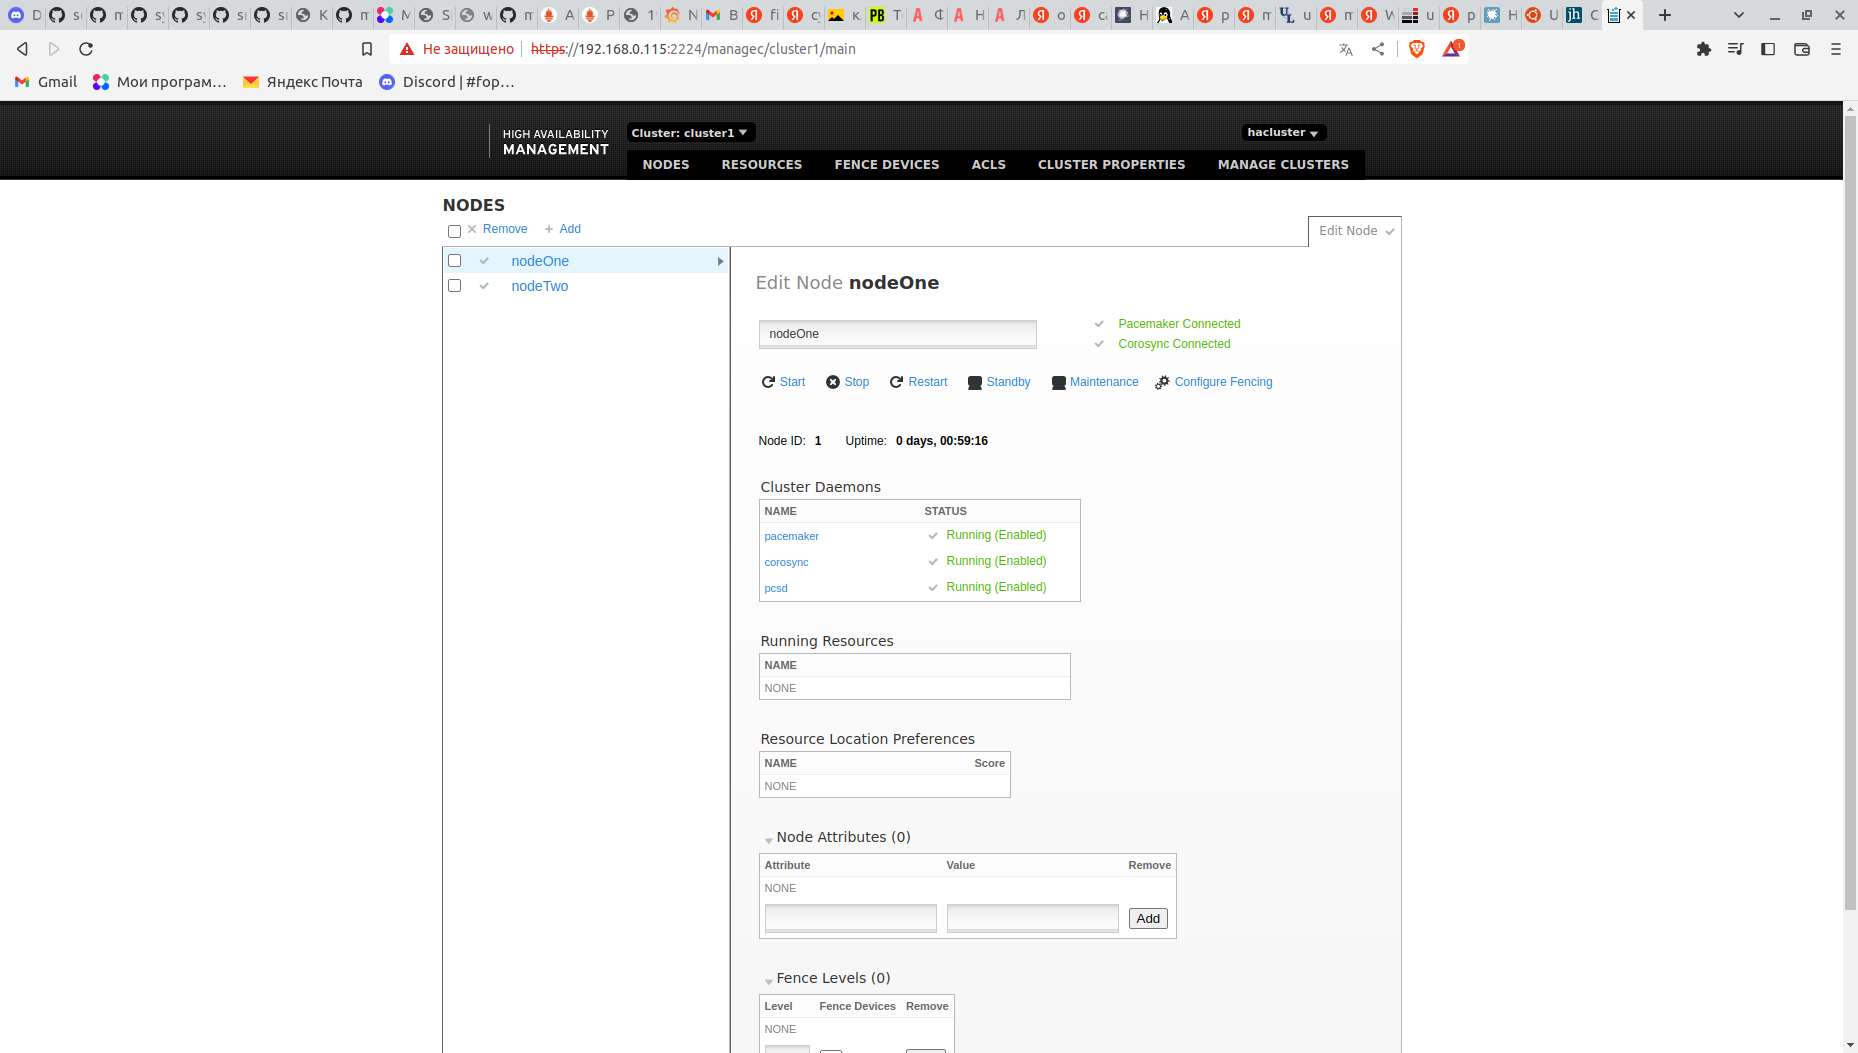 Не защищено
https://192.168.0.115:2224/managec/cluster1/main
Gmail
Мои програм…
Яндекс Почта
Discord | #fop…
HIGH AVAILABILITY
MANAGEMENT
Cluster: cluster1
hacluster
NODES
RESOURCES
FENCE DEVICES
ACLS
CLUSTER PROPERTIES
MANAGE CLUSTERS
NODES
Remove
Add
Edit Node
nodeOne
nodeTwo
Edit Node nodeOne
nodeOne
Pacemaker Connected
Corosync Connected
Start
Stop
Restart
Standby
Maintenance
Configure Fencing
Node ID: 1 Uptime: 0 days, 00:59:16
Cluster Daemons
NAME STATUS
pacemaker Running (Enabled)
corosync Running (Enabled)
pcsd Running (Enabled)
Running Resources
NAME
NONE
Resource Location Preferences
NAME Score
NONE
Node Attributes (0)
Attribute Value Remove
NONE
Add
Fence Levels (0)
Level Fence Devices Remove
NONE